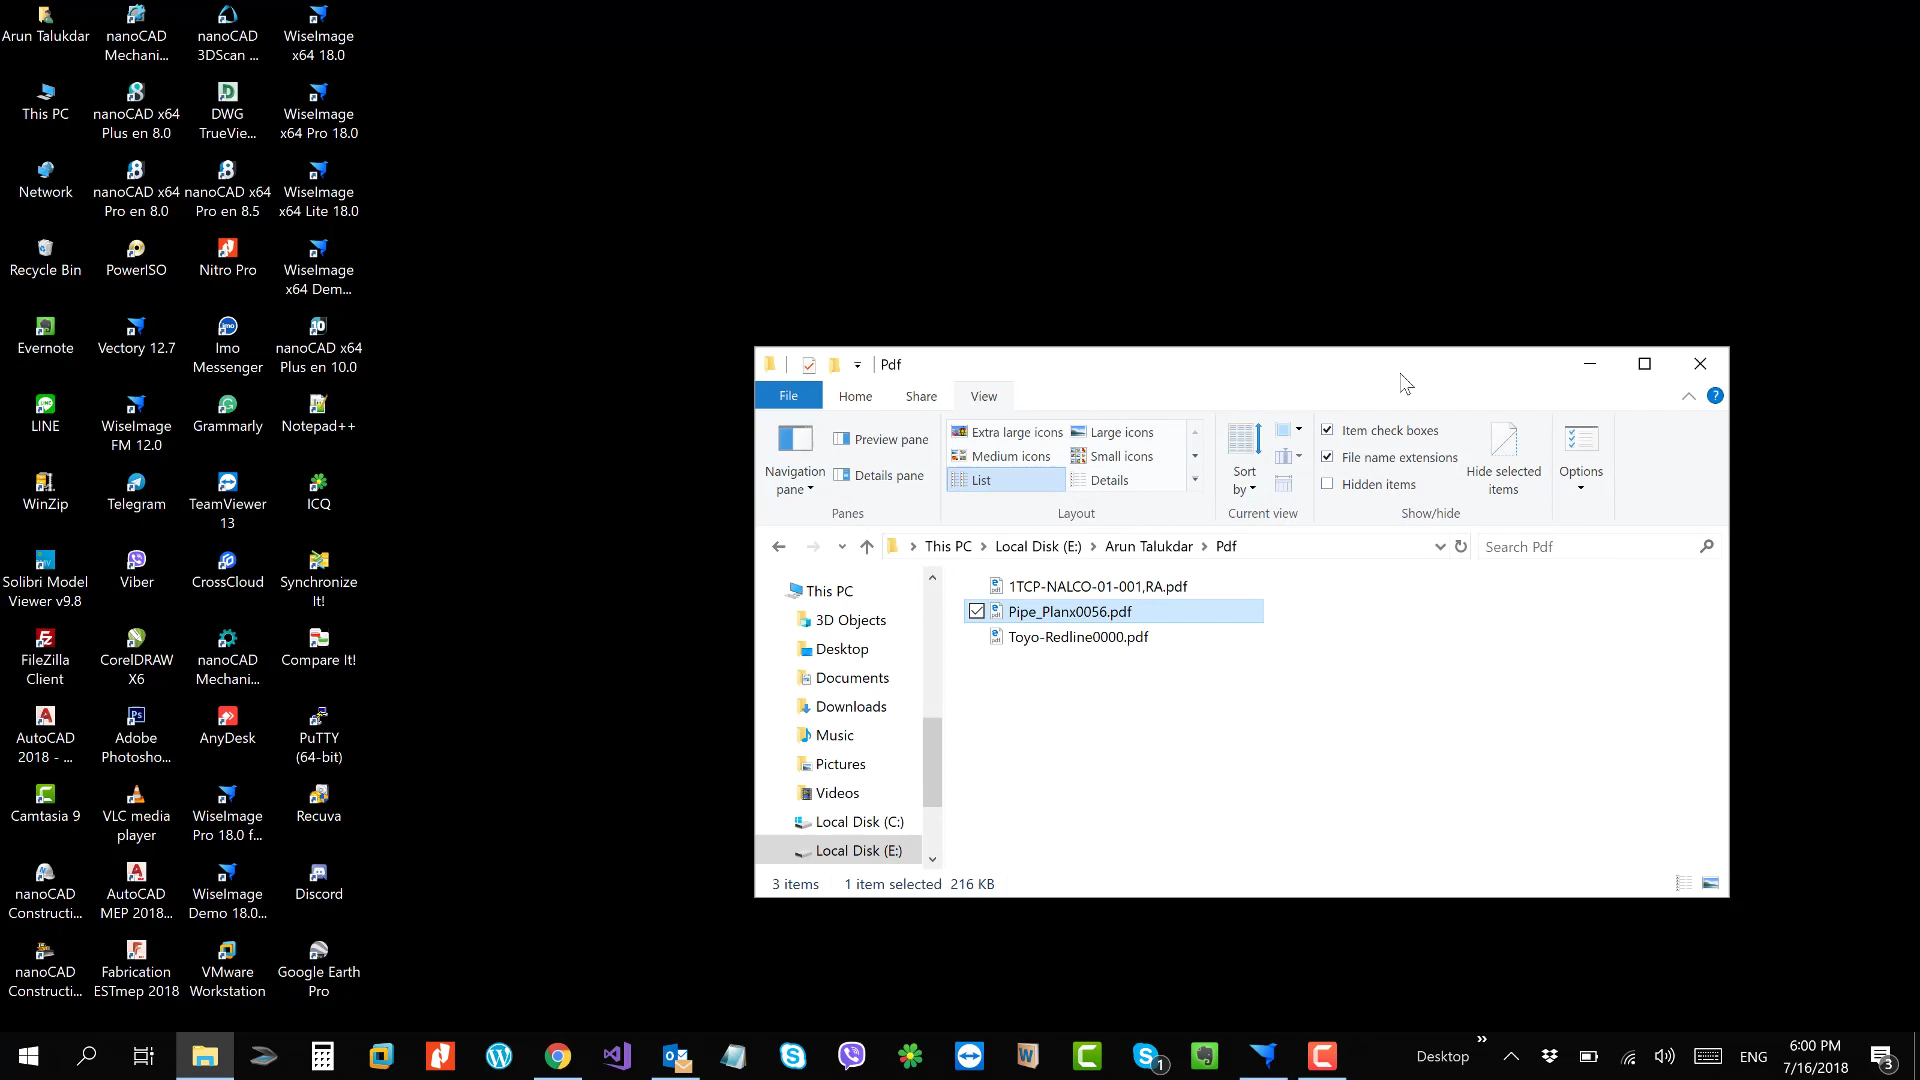 Arun Talukdar
This PC
Network
Recycle Bin
Evernote
LINE
WinZip
Solibri Model
Viewer v9.8
FileZilla
Client
AutoCAD
2018 - ...
Camtasia 9
nanoCAD
Constructi...
nanoCAD
Constructi...
nanoCAD
Mechani...
nanoCAD x64
Plus en 8.0
nanoCAD x64
Pro en 8.0
PowerISO
Vectory 12.7
WiseImage
FM 12.0
Telegram
Viber
CorelDRAW
X6
Adobe
Photosho...
VLC media
player
AutoCAD
MEP 2018...
Fabrication
ESTmep 2018
nanoCAD
3DScan ...
DWG
TrueVie...
nanoCAD x64
Pro en 8.5
Nitro Pro
Imo
Messenger
Grammarly
TeamViewer
13
CrossCloud
nanoCAD
Mechani...
AnyDesk
WiseImage
Pro 18.0 f...
WiseImage
Demo 18.0...
VMware
Workstation
WiseImage
x64 18.0
WiseImage
x64 Pro 18.0
WiseImage
x64 Lite 18.0
WiseImage
x64 Dem...
nanoCAD x64
Plus en 10.0
Notepad++
ICQ
Synchronize
It!
Compare It!
PuTTY
(64-bit)
Recuva
Discord
Google Earth
Pro
Pdf
File Home Share View
Navigation
pane
Preview pane
Details pane
Panes
Extra large icons Large icons
Medium icons Small icons
List Details
Layout
Sort
by
Current view
Item check boxes
File name extensions
Hidden items
Hide selected
items
Show/hide
Options
This PC > Local Disk (E:) > Arun Talukdar > Pdf
Search Pdf
This PC
3D Objects
Desktop
Documents
Downloads
Music
Pictures
Videos
Local Disk (C:)
Local Disk (E:)
1TCP-NALCO-01-001,RA.pdf
Pipe_Planx0056.pdf
Toyo-Redline0000.pdf
3 items 1 item selected 216 KB
Desktop
ENG
6:00 PM
7/16/2018
3
1